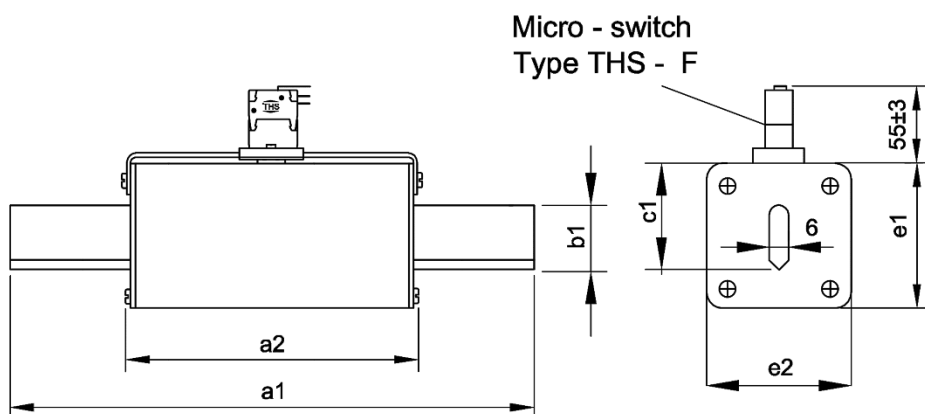 Micro - switch
Type THS - F
THS
55±3
c1
b1
6
e1
a2
e2
a1